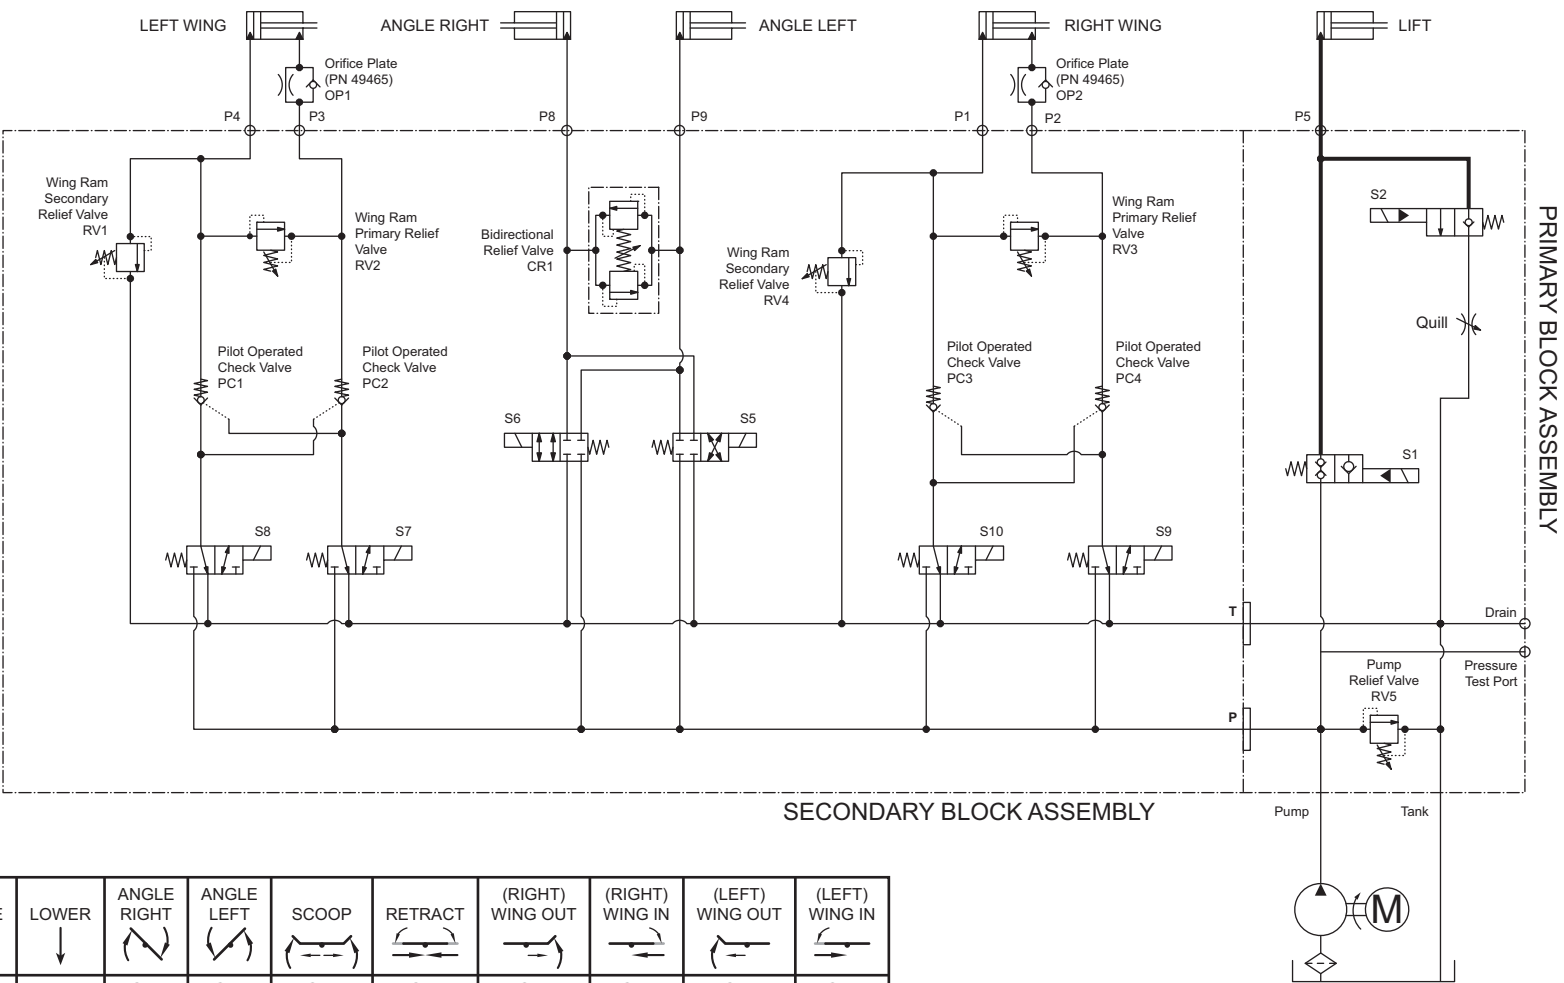 LEFT WING
ANGLE RIGHT
ANGLE LEFT
RIGHT WING
LIFT
Orifice Plate
(PN 49465)
OP1
Orifice Plate
(PN 49465)
OP2
P4
P3
P8
P9
P1
P2
P5
Wing Ram
Secondary
Relief Valve
RV1
Wing Ram
Primary Relief
Valve
RV2
Bidirectional
Relief Valve
CR1
Wing Ram
Secondary
Relief Valve
RV4
Wing Ram
Primary Relief
Valve
RV3
S2
Quill
PRIMARY BLOCK ASSEMBLY
Pilot Operated
Check Valve
PC1
Pilot Operated
Check Valve
PC2
Pilot Operated
Check Valve
PC3
Pilot Operated
Check Valve
PC4
S6
S5
S1
S8
S7
S10
S9
T
Drain
Pressure
Test Port
Pump
Relief Valve
RV5
P
SECONDARY BLOCK ASSEMBLY
Pump
Tank
M
E
LOWER
ANGLE
RIGHT
ANGLE
LEFT
SCOOP
RETRACT
(RIGHT)
WING OUT
(RIGHT)
WING IN
(LEFT)
WING OUT
(LEFT)
WING IN